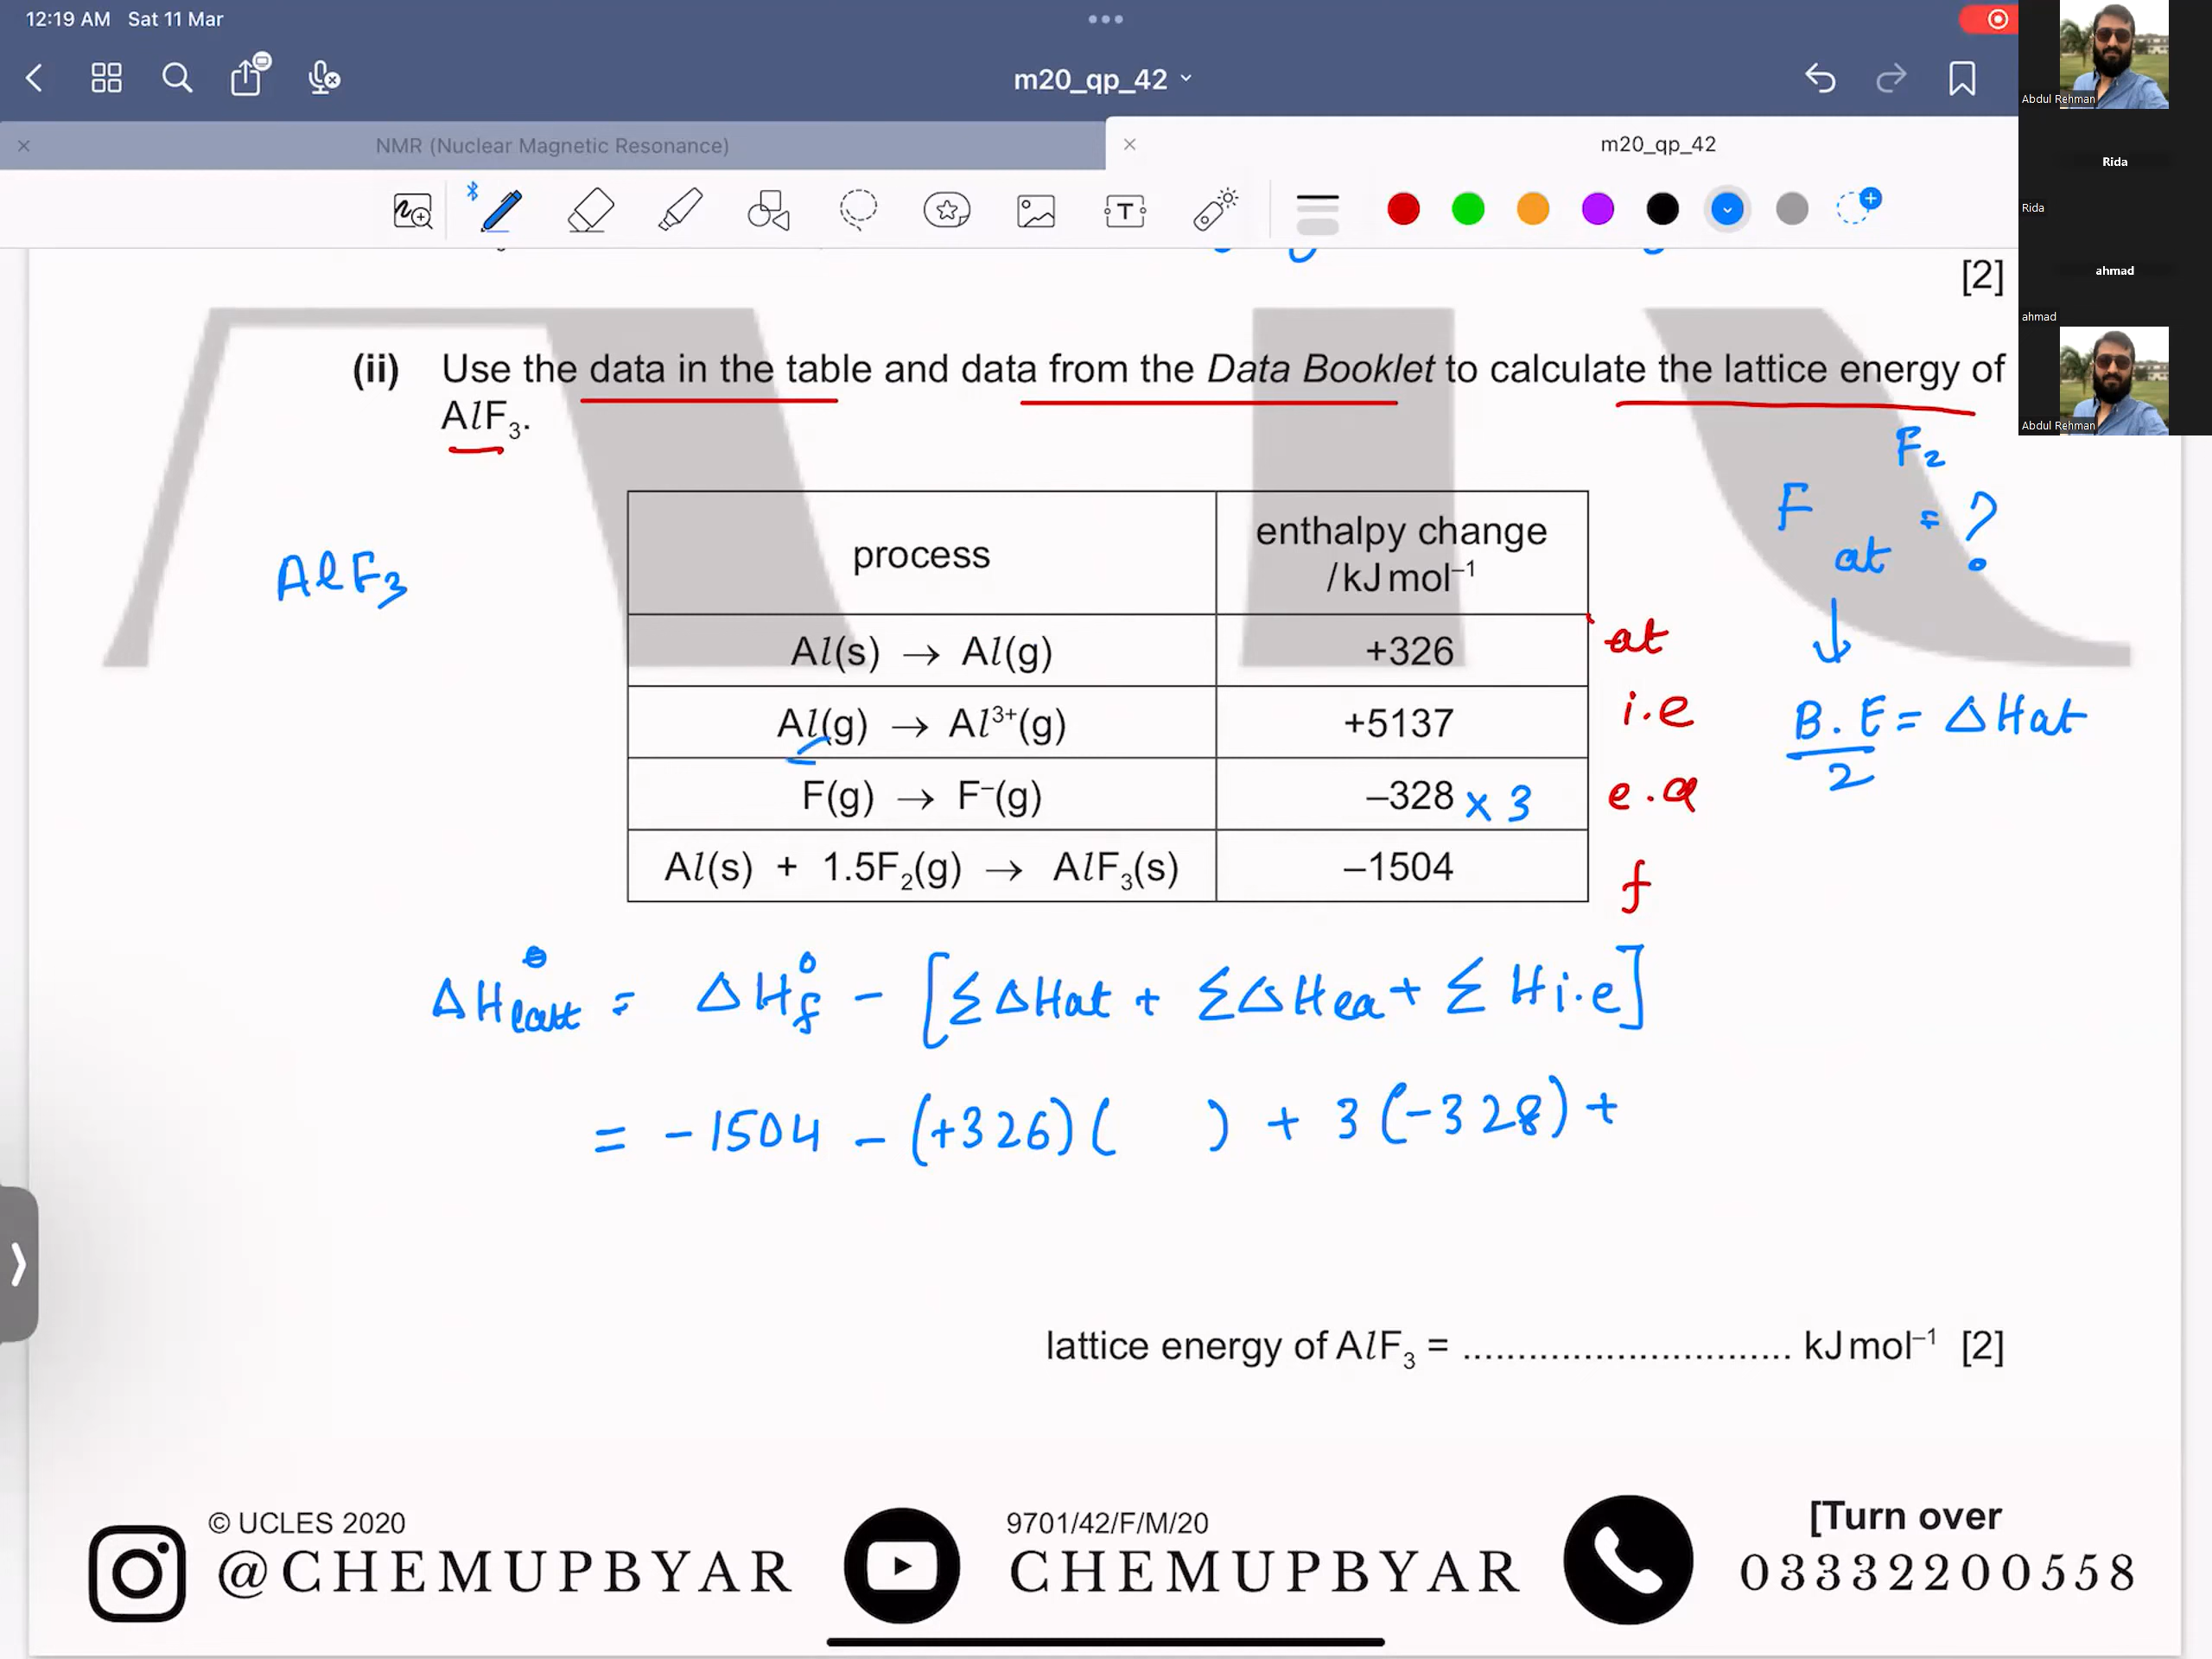 12:19 AM Sat 11 Mar
m20_qp_42
NMR (Nuclear Magnetic Resonance)
m20_qp_42
Abdul Rehman
Rida
Rida
ahmad
ahmad
Abdul Rehman
[2]
(ii) Use the data in the table and data from the Data Booklet to calculate the lattice energy of
AlF₃.
F₂
F at = ?
AlF₃
process enthalpy change /kJ mol⁻¹
Al(s) → Al(g) +326 at
Al(g) → Al³⁺(g) +5137 i.e
B.E/2 = ΔHat
F(g) → F⁻(g) –328 × 3 e.a
Al(s) + 1.5F₂(g) → AlF₃(s) –1504 f
ΔH⦵latt = ΔH°f - [ΣΔHat + ΣΔHea + ΣHi.e]
= -1504 - (+326)( ) + 3(-328) +
lattice energy of AlF₃ = .............................. kJ mol⁻¹ [2]
© UCLES 2020 9701/42/F/M/20 [Turn over
@CHEMUPBYAR CHEMUPBYAR 03332200558